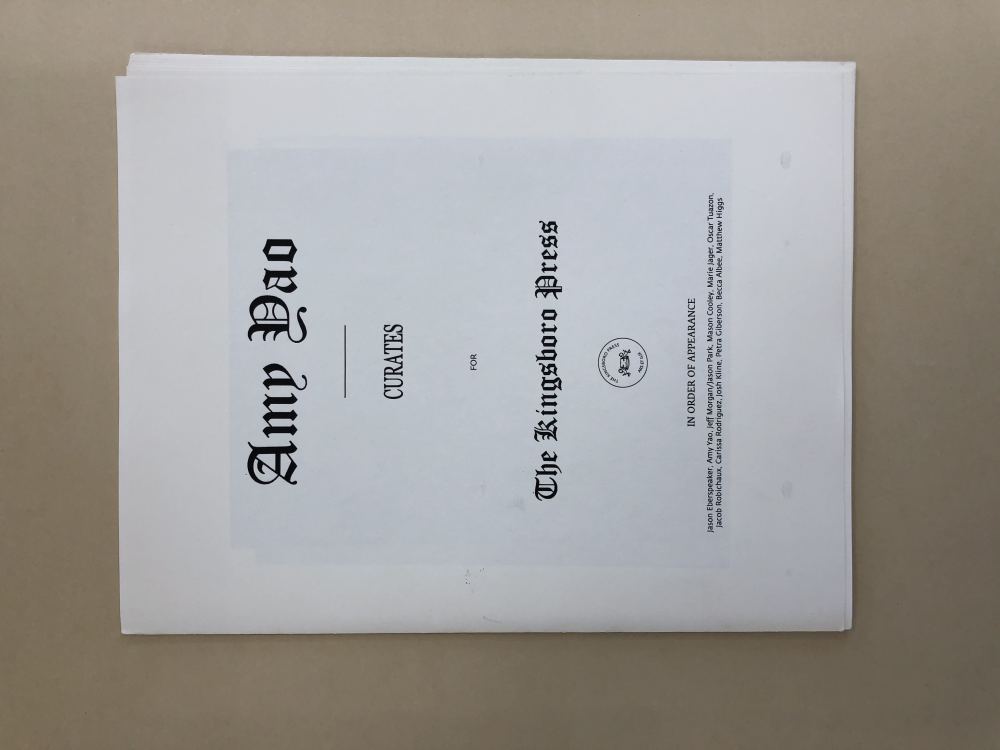 Amy Yao
CURATES
FOR
The Kingsboro Press
THE KINGSBORO PRESS
IN ORDER OF APPEARANCE
Jason Eberspeaker, Amy Yao, Jeff Morgan/Jason Park, Mason Cooley, Marie Jager, Oscar Tuazon,
Jacob Robichaux, Carissa Rodriguez, Josh Kline, Petra Giberson, Becca Albee, Matthew Higgs